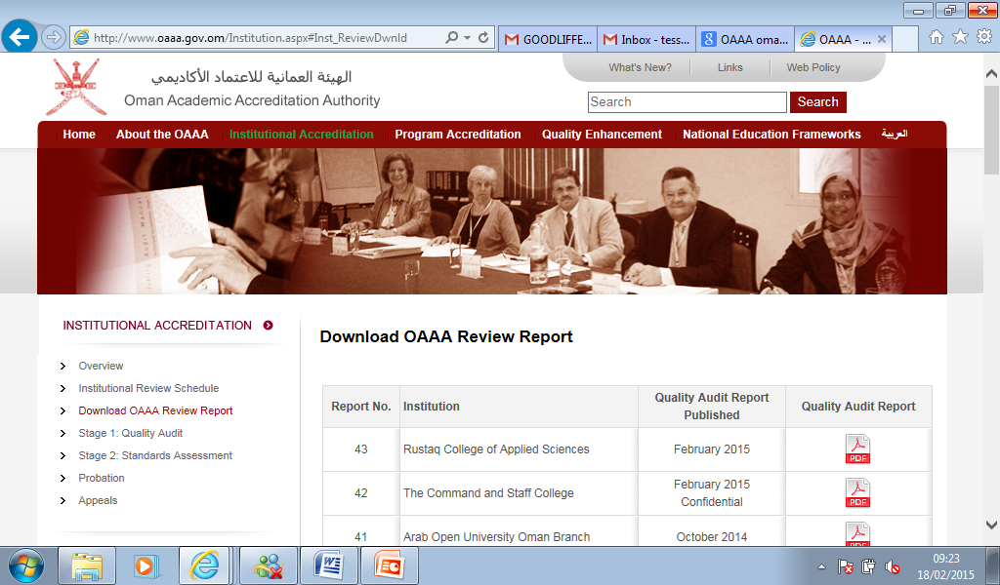 http://www.oaaa.gov.om/Institution.aspx#Inst_ReviewDwnld
GOODLIFFE...
Inbox - tess...
OAAA oma...
OAAA - ...
الهيئة العمانية للاعتماد الأكاديمي
Oman Academic Accreditation Authority
What's New?
Links
Web Policy
Search
Search
Home
About the OAAA
Institutional Accreditation
Program Accreditation
Quality Enhancement
National Education Frameworks
العربية
INSTITUTIONAL ACCREDITATION
Overview
Institutional Review Schedule
Download OAAA Review Report
Stage 1: Quality Audit
Stage 2: Standards Assessment
Probation
Appeals
Download OAAA Review Report
Report No. Institution Quality Audit Report Published Quality Audit Report
43 Rustaq College of Applied Sciences February 2015 PDF
42 The Command and Staff College February 2015 Confidential PDF
41 Arab Open University Oman Branch October 2014 PDF
09:23
18/02/2015